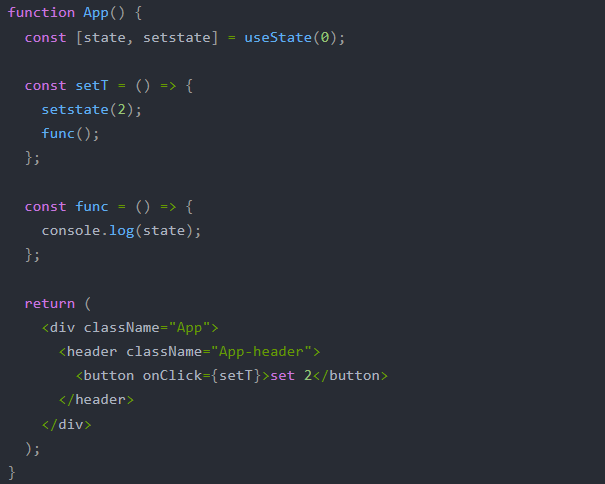 function App() {
  const [state, setstate] = useState(0);

  const setT = () => {
    setstate(2);
    func();
  };

  const func = () => {
    console.log(state);
  };

  return (
    <div className="App">
      <header className="App-header">
        <button onClick={setT}>set 2</button>
      </header>
    </div>
  );
}